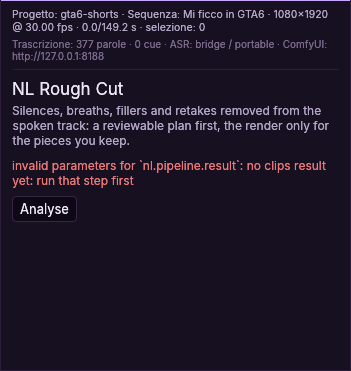 Progetto: gta6-shorts · Sequenza: Mi ficco in GTA6 · 1080×1920
@ 30.00 fps · 0.0/149.2 s · selezione: 0
Trascrizione: 377 parole · 0 cue · ASR: bridge / portable · ComfyUI:
http://127.0.0.1:8188
NL Rough Cut
Silences, breaths, fillers and retakes removed from the
spoken track: a reviewable plan first, the render only for
the pieces you keep.
invalid parameters for `nl.pipeline.result`: no clips result
yet: run that step first
Analyse